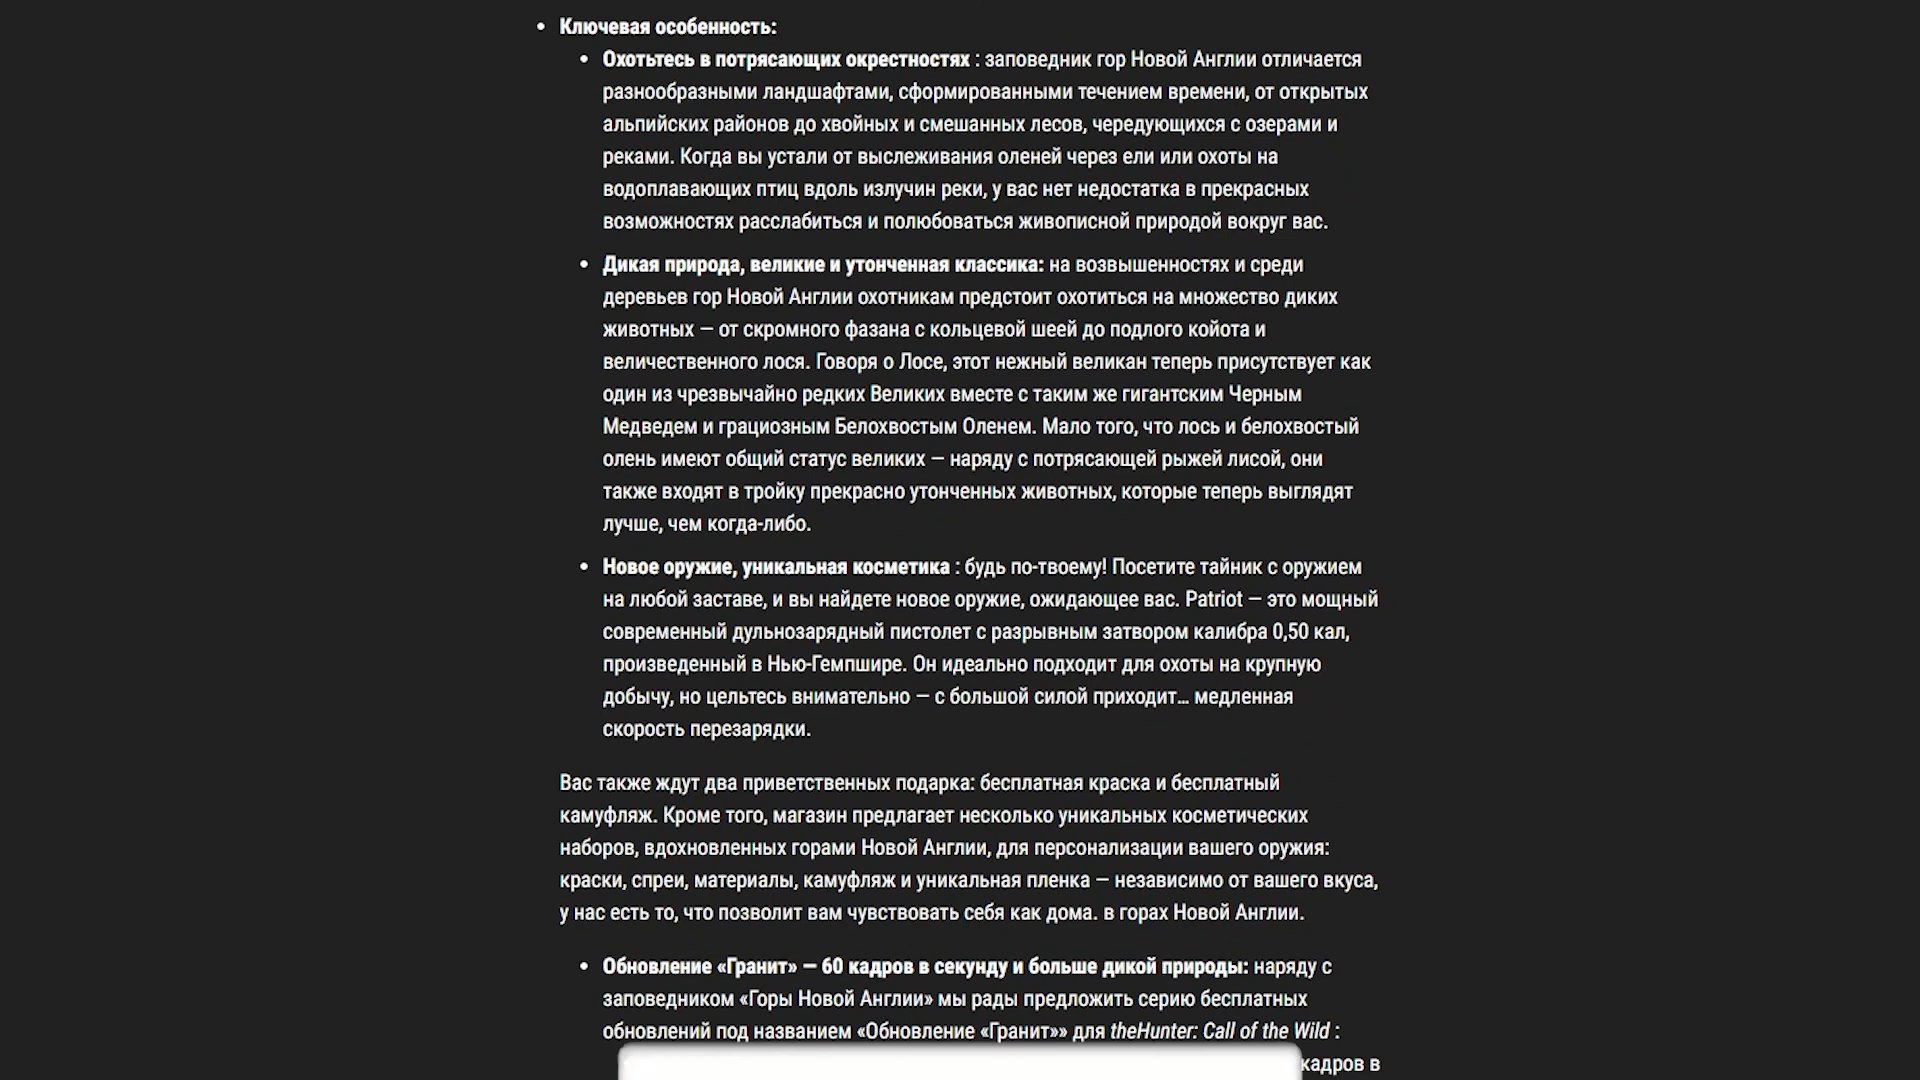 Ключевая особенность:
Охотьтесь в потрясающих окрестностях : заповедник гор Новой Англии отличается
разнообразными ландшафтами, сформированными течением времени, от открытых
альпийских районов до хвойных и смешанных лесов, чередующихся с озерами и
реками. Когда вы устали от выслеживания оленей через ели или охоты на
водоплавающих птиц вдоль излучин реки, у вас нет недостатка в прекрасных
возможностях расслабиться и полюбоваться живописной природой вокруг вас.
Дикая природа, великие и утонченная классика: на возвышенностях и среди
деревьев гор Новой Англии охотникам предстоит охотиться на множество диких
животных — от скромного фазана с кольцевой шеей до подлого койота и
величественного лося. Говоря о Лосе, этот нежный великан теперь присутствует как
один из чрезвычайно редких Великих вместе с таким же гигантским Черным
Медведем и грациозным Белохвостым Оленем. Мало того, что лось и белохвостый
олень имеют общий статус великих — наряду с потрясающей рыжей лисой, они
также входят в тройку прекрасно утонченных животных, которые теперь выглядят
лучше, чем когда-либо.
Новое оружие, уникальная косметика : будь по-твоему! Посетите тайник с оружием
на любой заставе, и вы найдете новое оружие, ожидающее вас. Patriot — это мощный
современный дульнозарядный пистолет с разрывным затвором калибра 0,50 кал,
произведенный в Нью-Гемпшире. Он идеально подходит для охоты на крупную
добычу, но цельтесь внимательно — с большой силой приходит… медленная
скорость перезарядки.
Вас также ждут два приветственных подарка: бесплатная краска и бесплатный
камуфляж. Кроме того, магазин предлагает несколько уникальных косметических
наборов, вдохновленных горами Новой Англии, для персонализации вашего оружия:
краски, спреи, материалы, камуфляж и уникальная пленка — независимо от вашего вкуса,
у нас есть то, что позволит вам чувствовать себя как дома. в горах Новой Англии.
Обновление «Гранит» — 60 кадров в секунду и больше дикой природы: наряду с
заповедником «Горы Новой Англии» мы рады предложить серию бесплатных
обновлений под названием «Обновление «Гранит»» для theHunter: Call of the Wild :
кадров в